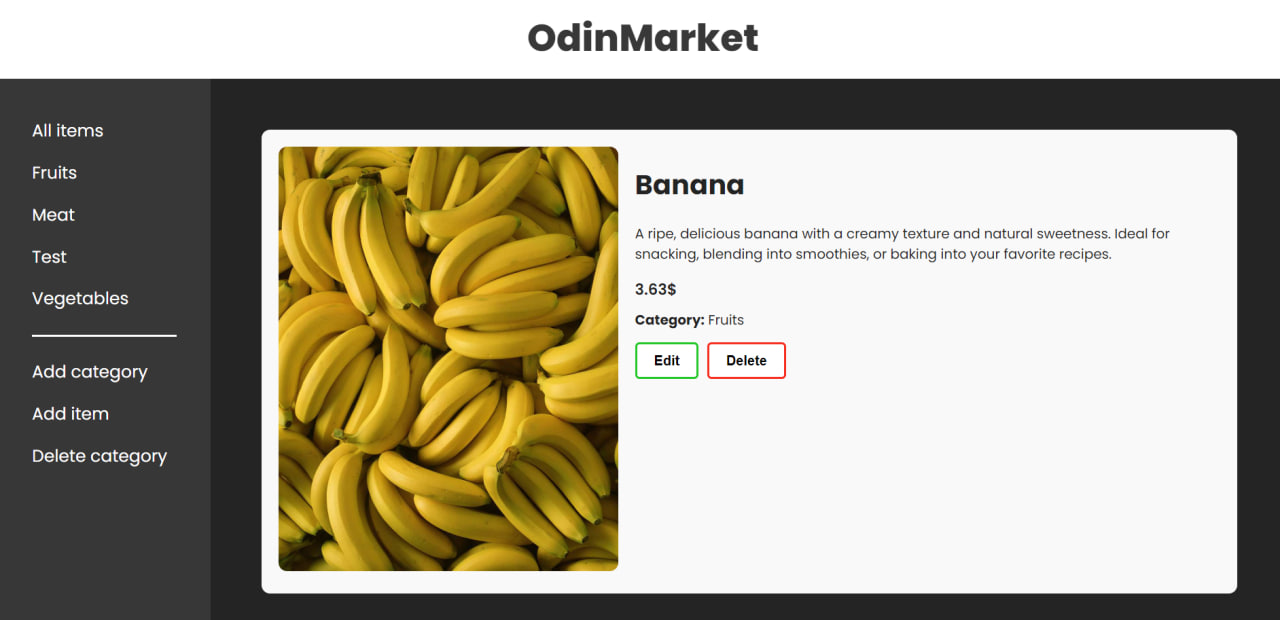 OdinMarket
All items
Fruits
Meat
Test
Vegetables
Add category
Add item
Delete category
Banana
A ripe, delicious banana with a creamy texture and natural sweetness. Ideal for
snacking, blending into smoothies, or baking into your favorite recipes.
3.63$
Category: Fruits
Edit
Delete